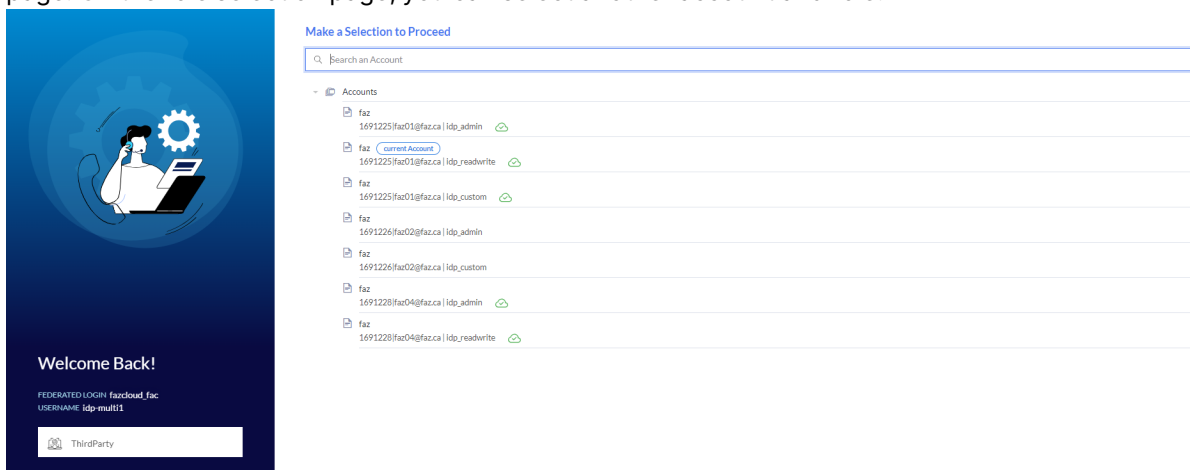 Make a Selection to Proceed
Search an Account
Accounts
faz
1691225|faz01@faz.ca | idp_admin
faz current Account
1691225|faz01@faz.ca | idp_readwrite
faz
1691225|faz01@faz.ca | idp_custom
faz
1691226|faz02@faz.ca | idp_admin
faz
1691226|faz02@faz.ca | idp_custom
faz
1691228|faz04@faz.ca | idp_admin
faz
1691228|faz04@faz.ca | idp_readwrite
Welcome Back!
FEDERATED LOGIN fazcloud_fac
USERNAME idp-multi1
ThirdParty